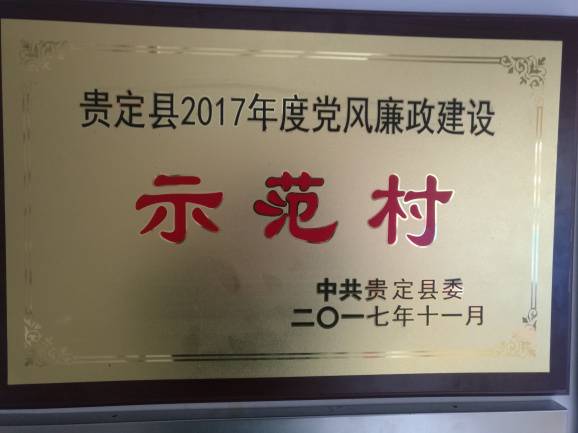 贵定县2017年度党风廉政建设
示范村
中共贵定县委
二〇一七年十一月